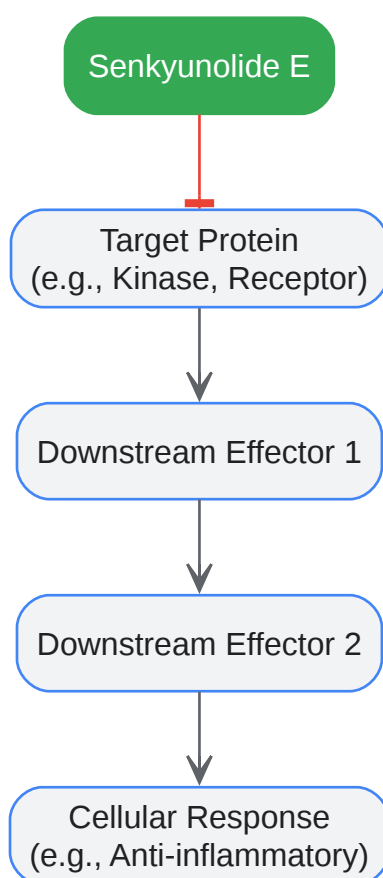 Senkyunolide E
Target Protein
(e.g., Kinase, Receptor)
Downstream Effector 1
Downstream Effector 2
Cellular Response
(e.g., Anti-inflammatory)